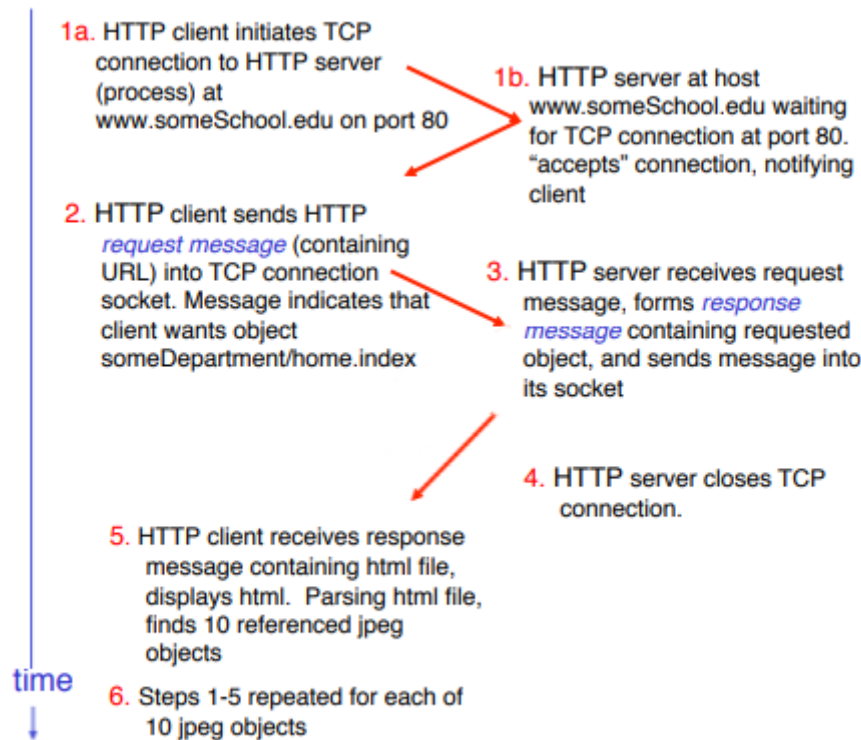 1a. HTTP client initiates TCP
connection to HTTP server
(process) at
www.someSchool.edu on port 80
1b. HTTP server at host
www.someSchool.edu waiting
for TCP connection at port 80.
“accepts” connection, notifying
client
2. HTTP client sends HTTP
request message (containing
URL) into TCP connection
socket. Message indicates that
client wants object
someDepartment/home.index
3. HTTP server receives request
message, forms response
message containing requested
object, and sends message into
its socket
4. HTTP server closes TCP
connection.
5. HTTP client receives response
message containing html file,
displays html. Parsing html file,
finds 10 referenced jpeg
objects
time
6. Steps 1-5 repeated for each of
10 jpeg objects